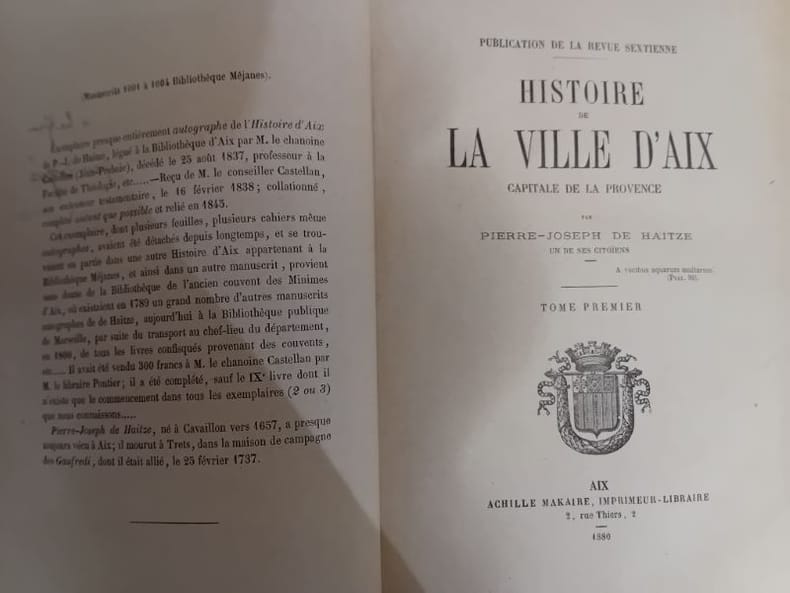 (Manuscrits 1001 à 1004 Bibliothèque Méjanes).
Exemplaire presque entièrement autographe de l'Histoire d'Aix
de P.-J. de Haitze, légué à la Bibliothèque d'Aix par M. le chanoine
Castellan (Jean-Prothade), décédé le 25 août 1837, professeur à la
Faculté de Théologie, etc.....—Reçu de M. le conseiller Castellan,
son exécuteur testamentaire, le 16 février 1838; collationné,
complété autant que possible et relié en 1845.
Cet exemplaire, dont plusieurs feuilles, plusieurs cahiers même
autographes, avaient été détachés depuis longtemps, et se trou-
vaient en partie dans une autre Histoire d'Aix appartenant à la
Bibliothèque Méjanes, et ainsi dans un autre manuscrit, provient
sans doute de la Bibliothèque de l'ancien couvent des Minimes
d'Aix, où existaient en 1789 un grand nombre d'autres manuscrits
autographes de de Haitze, aujourd'hui à la Bibliothèque publique
de Marseille, par suite du transport au chef-lieu du département,
en 1800, de tous les livres confisqués provenant des couvents,
etc.... Il avait été vendu 300 francs à M. le chanoine Castellan par
M. le libraire Pontier; il a été complété, sauf le IXe livre dont il
n'existe que le commencement dans tous les exemplaires (2 ou 3)
que nous connaissons.....
Pierre-Joseph de Haitze, né à Cavaillon vers 1657, a presque
toujours vécu à Aix; il mourut à Trets, dans la maison de campagne
des Gaufredi, dont il était allié, le 25 février 1737.
PUBLICATION DE LA REVUE SEXTIENNE
HISTOIRE
DE
LA VILLE D'AIX
CAPITALE DE LA PROVENCE
PAR
PIERRE-JOSEPH DE HAITZE
UN DE SES CITOIENS
A vocibus aquarum multarum.
(Psal. 92).
TOME PREMIER
AIX
ACHILLE MAKAIRE, IMPRIMEUR-LIBRAIRE
2, rue Thiers, 2
1880